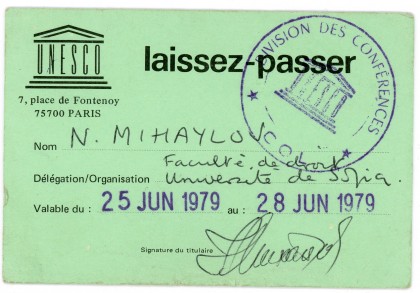 UNESCO
laissez-passer
DIVISION DES CONFÉRENCES
7, place de Fontenoy
75700 PARIS
Nom N. MIHAYLOV
Faculté de droit
Délégation/Organisation Université de Sofia
Valable du : 25 JUN 1979 au : 28 JUN 1979
Signature du titulaire